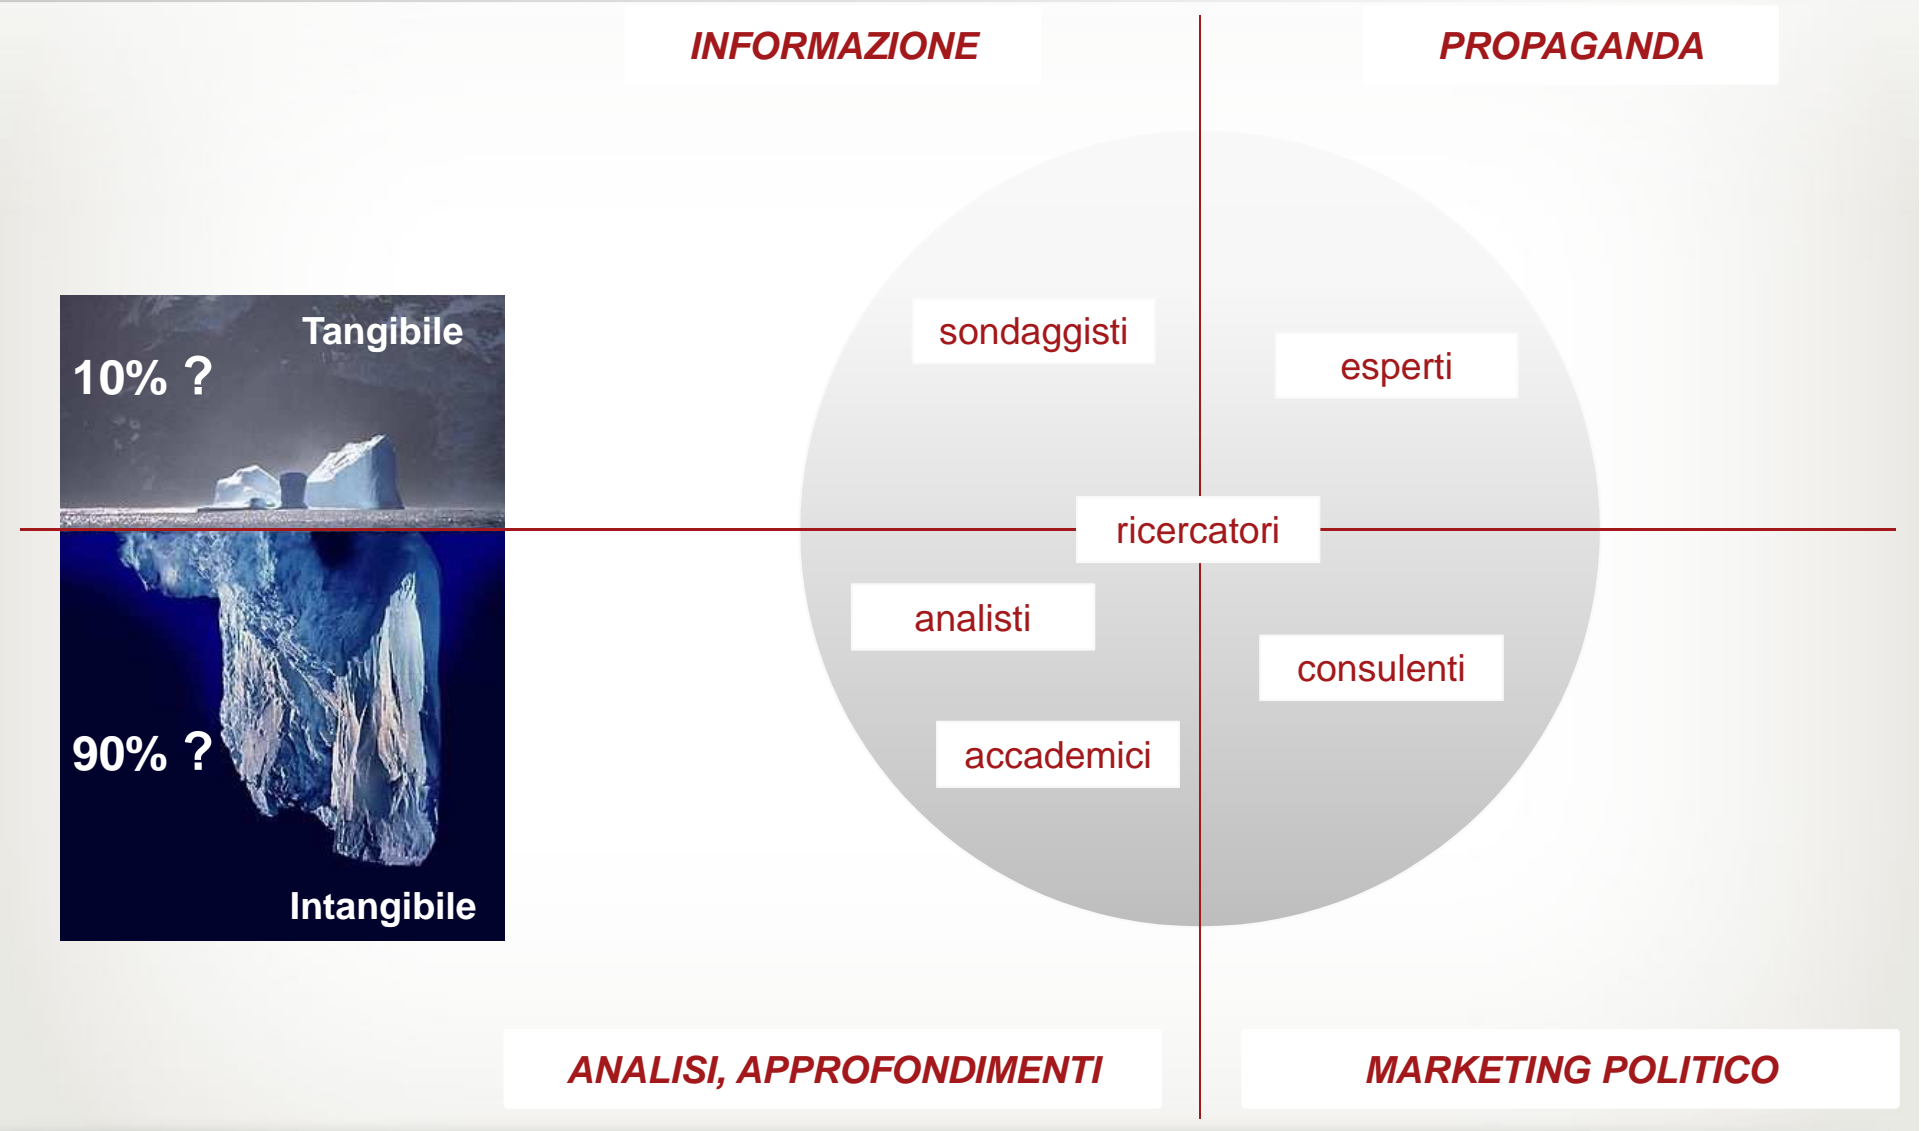 INFORMAZIONE
PROPAGANDA
Tangibile
10% ?
sondaggisti
esperti
ricercatori
analisti
consulenti
90% ?
accademici
Intangibile
ANALISI, APPROFONDIMENTI
MARKETING POLITICO